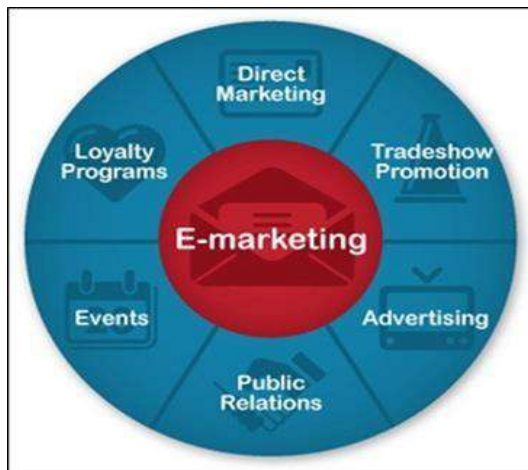 Direct
Marketing
Loyalty
Programs
Tradeshow
Promotion
E-marketing
Events
Advertising
Public
Relations